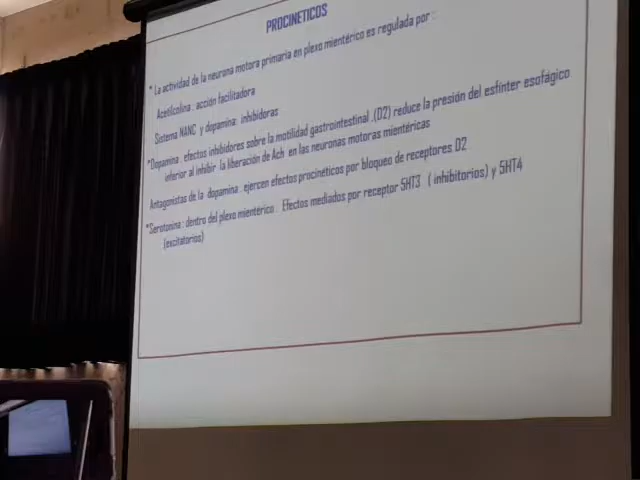 PROCINETICOS
* La actividad de la neurona motora primaria en plexo mientérico es regulada por :
Acetilcolina : acción facilitadora
Sistema NANC y dopamina: inhibidoras
*Dopamina : efectos inhibidores sobre la motilidad gastrointestinal .(D2) reduce la presión del esfínter esofágico
inferior al inhibir la liberación de Ach en las neuronas motoras mientéricas
Antagonistas de la dopamina : ejercen efectos procinéticos por bloqueo de receptores D2
*Serotonina : dentro del plexo mientérico . Efectos mediados por receptor 5HT3 ( inhibitorios) y 5HT4
(excitatorios)